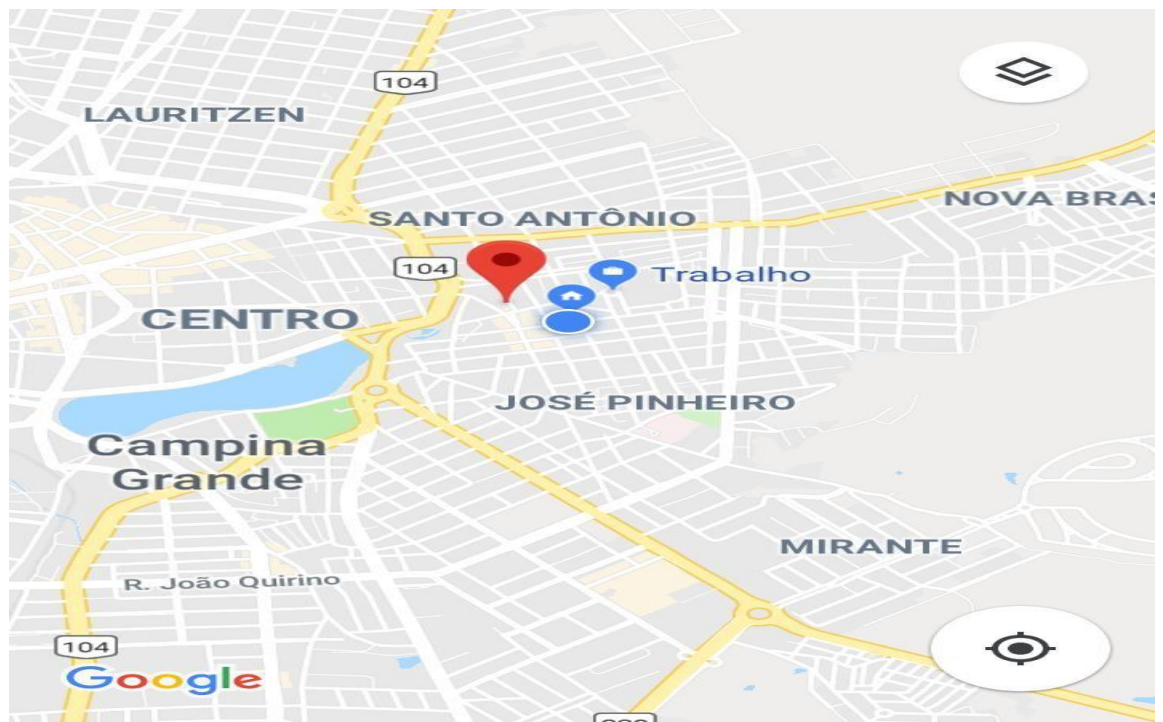 104
LAURITZEN
NOVA BRAS
SANTO ANTÔNIO
104
Trabalho
CENTRO
JOSÉ PINHEIRO
Campina
Grande
MIRANTE
R. João Quirino
104
Google